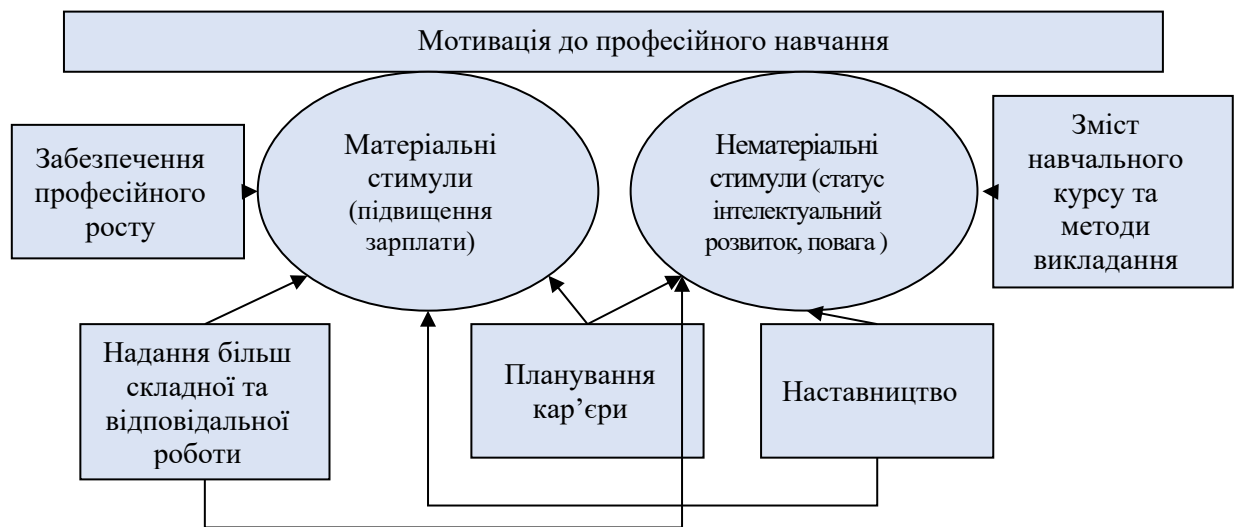 Мотивація до професійного навчання
Забезпечення
професійного
росту
Матеріальні
стимули
(підвищення
зарплати)
Нематеріальні
стимули (статус
інтелектуальний
розвиток, повага )
Зміст
навчального
курсу та
методи
викладання
Надання більш
складної та
відповідальної
роботи
Планування
кар’єри
Наставництво